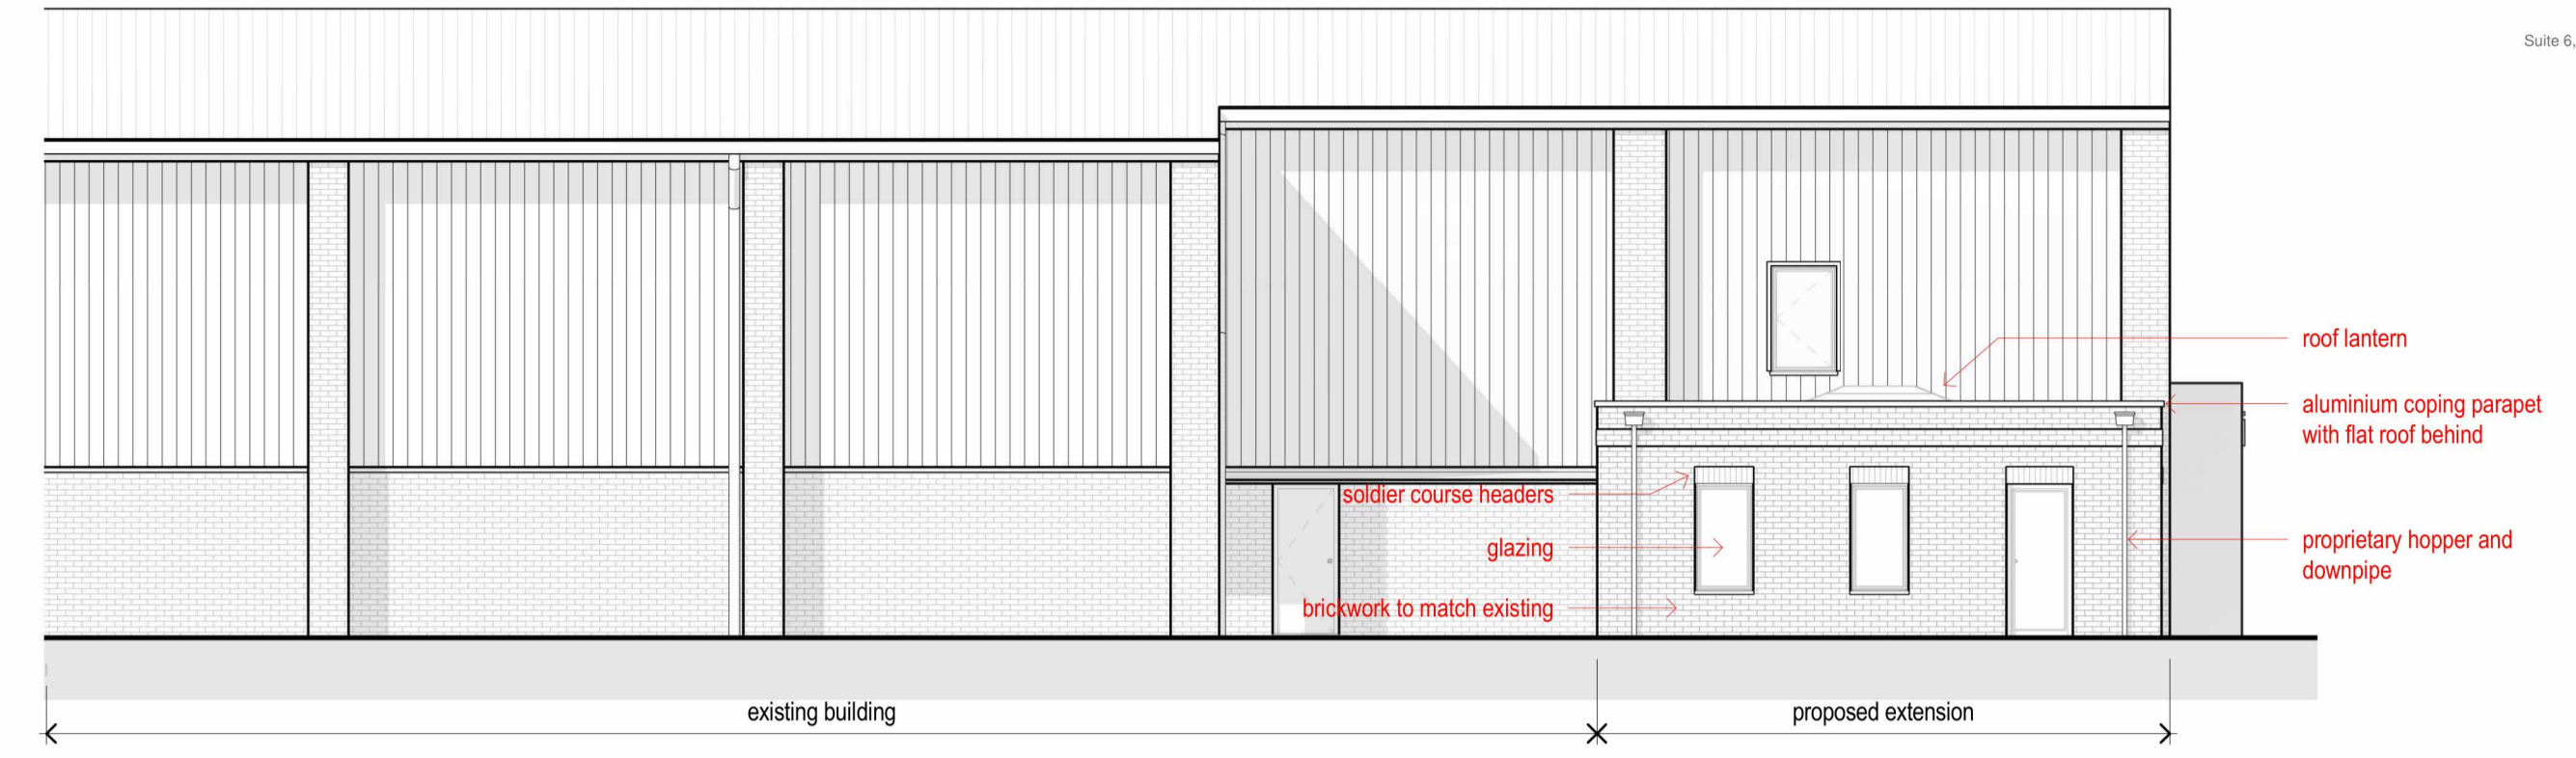 Suite 6,
roof lantern
aluminium coping parapet
with flat roof behind
soldier course headers
glazing
proprietary hopper and
downpipe
brickwork to match existing
existing building
proposed extension